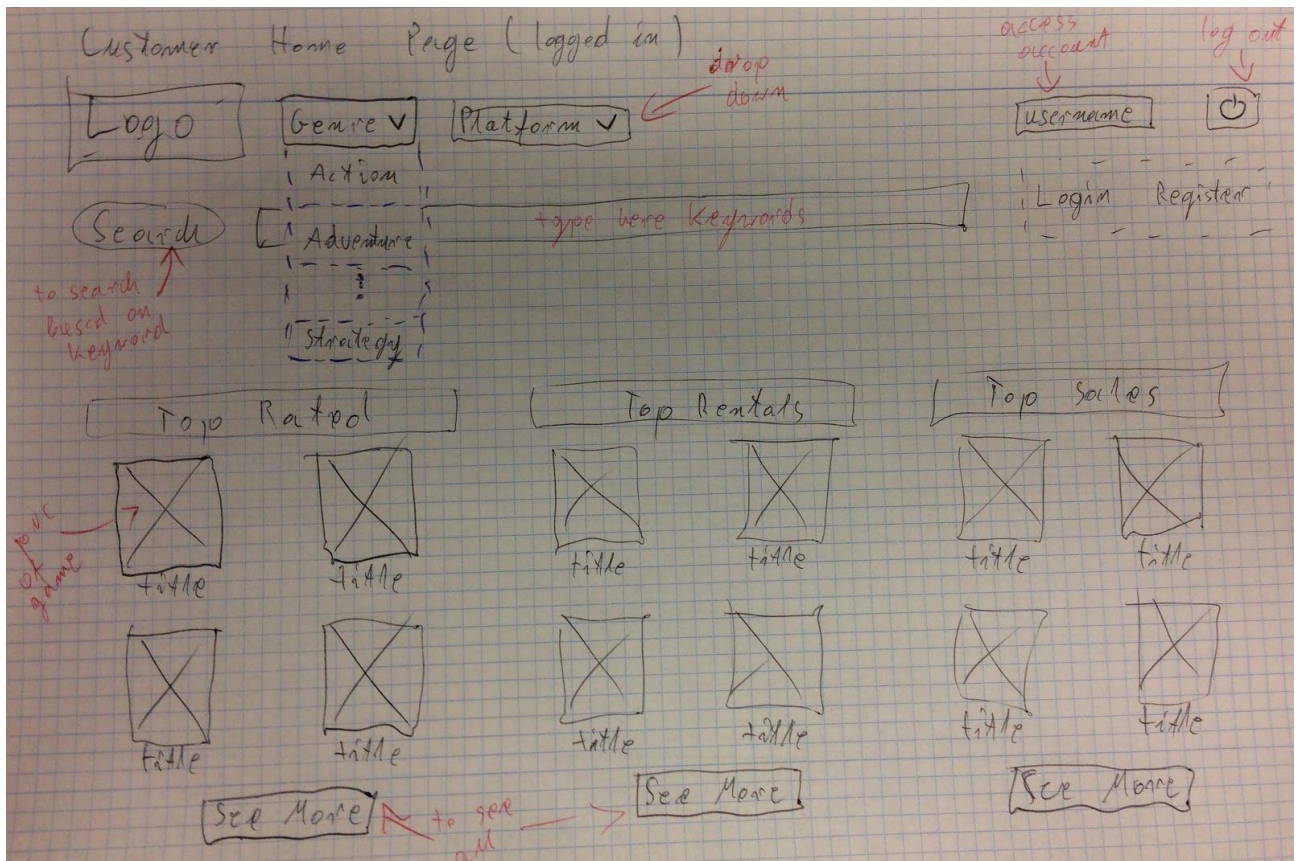 Customer Home Page (logged in)
access account
log out
drop down
Logo
Genre
Platform
username
Action
Login Register
Search
type here keywords
Adventure
to search
based on
keyword
Strategy
Top Rated
Top Rentals
Top Sales
pic
of
game
title
title
title
title
title
title
title
title
title
title
title
title
See More
See More
See More
to see
all